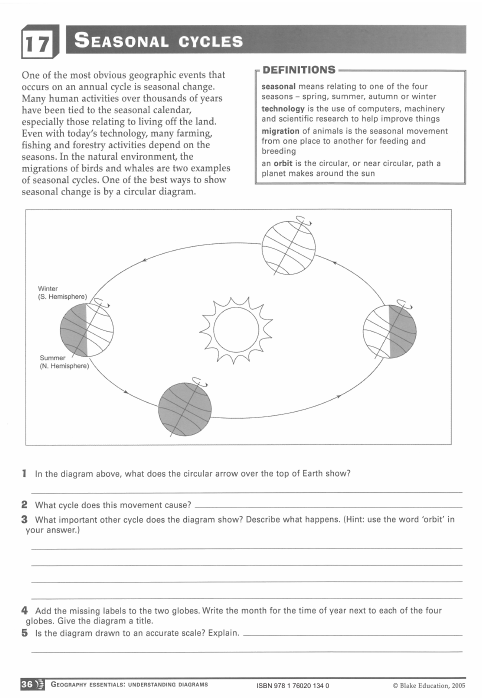 17 SEASONAL CYCLES
One of the most obvious geographic events that
occurs on an annual cycle is seasonal change.
Many human activities over thousands of years
have been tied to the seasonal calendar,
especially those relating to living off the land.
Even with today's technology, many farming,
fishing and forestry activities depend on the
seasons. In the natural environment, the
migrations of birds and whales are two examples
of seasonal cycles. One of the best ways to show
seasonal change is by a circular diagram.
DEFINITIONS
seasonal means relating to one of the four
seasons – spring, summer, autumn or winter
technology is the use of computers, machinery
and scientific research to help improve things
migration of animals is the seasonal movement
from one place to another for feeding and
breeding
an orbit is the circular, or near circular, path a
planet makes around the sun
Winter
(S. Hemisphere)
Summer
(N. Hemisphere)
1 In the diagram above, what does the circular arrow over the top of Earth show?
2 What cycle does this movement cause?
3 What important other cycle does the diagram show? Describe what happens. (Hint: use the word 'orbit' in
your answer.)
4 Add the missing labels to the two globes. Write the month for the time of year next to each of the four
globes. Give the diagram a title.
5 Is the diagram drawn to an accurate scale? Explain.
36 GEOGRAPHY ESSENTIALS: UNDERSTANDING DIAGRAMS ISBN 978 1 76020 134 0 © Blake Education, 2005